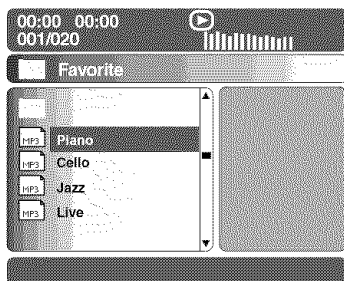 00:00 00:00
001/020
Favorite
MP3 Piano
MP3 Cello
MP3 Jazz
MP3 Live